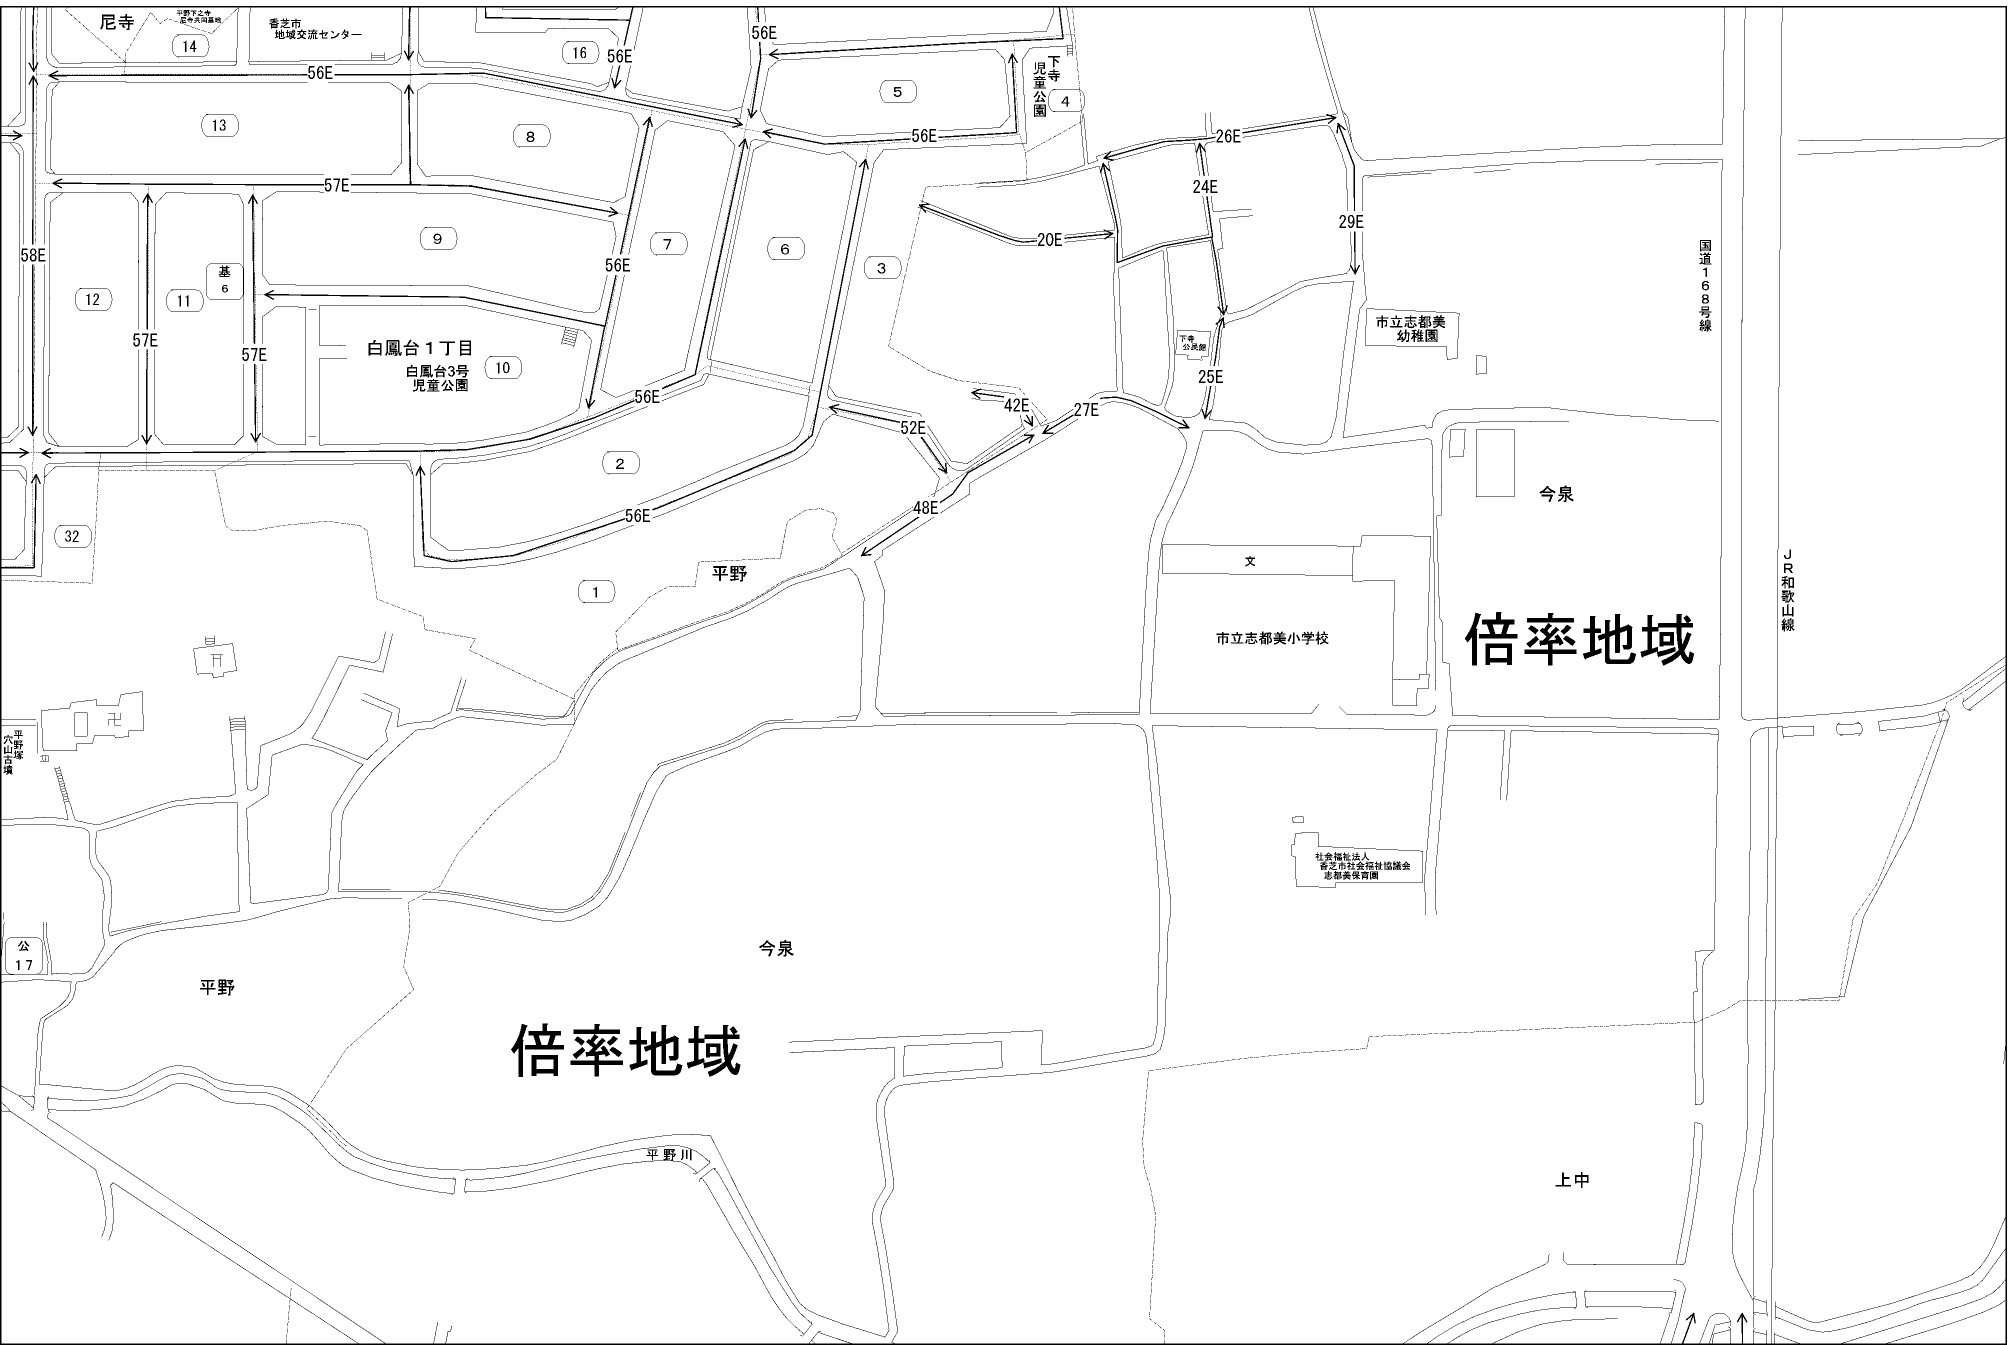 尼寺
平野下之寺
尼寺共同墓地
香芝市
地域交流センター
14
16
56E
56E
56E
5
下寺
児童公園
4
13
8
56E
26E
57E
24E
29E
58E
12
11
基
6
9
56E
7
6
3
20E
国道168号線
57E
57E
白鳳台1丁目
白鳳台3号
児童公園
10
56E
下寺
公民館
25E
市立志都美
幼稚園
52E
42E
27E
2
56E
48E
32
今泉
1
平野
文
JR和歌山線
市立志都美小学校
倍率地域
平野塚
穴山古墳
社会福祉法人
香芝市社会福祉協議会
志都美保育園
公
17
今泉
平野
倍率地域
平野川
上中